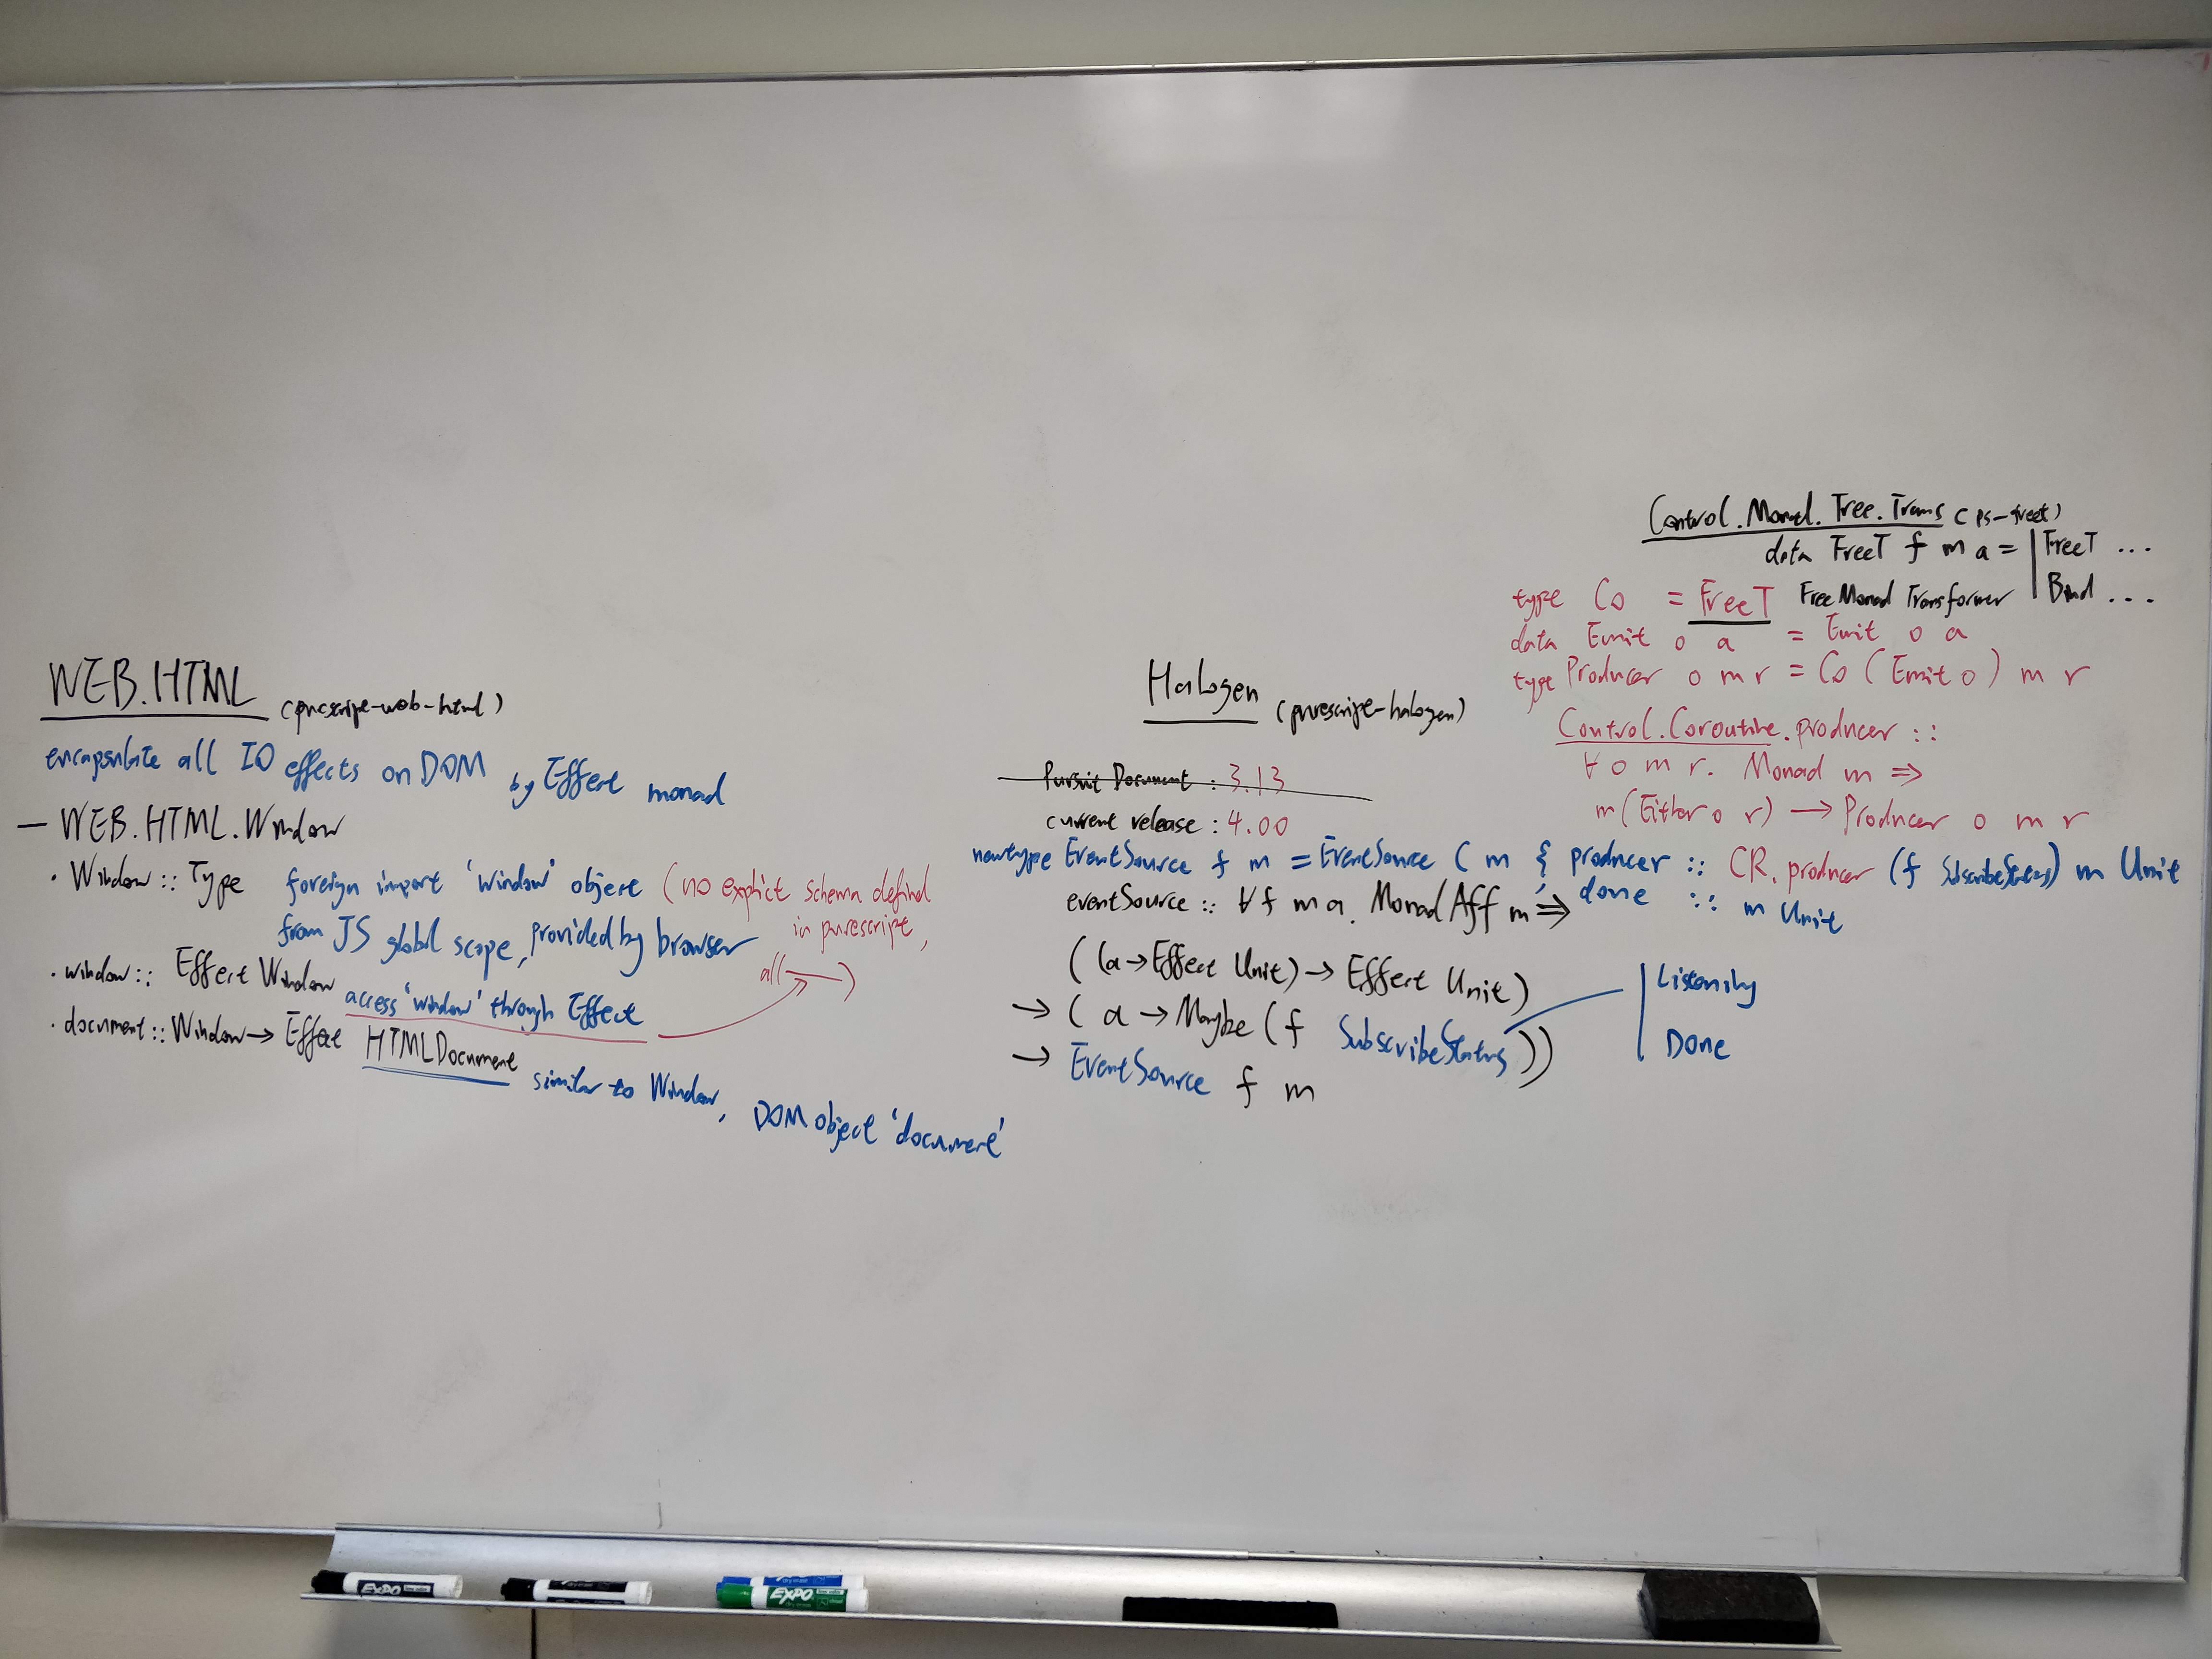 WEB.HTML (purescript-web-html)
encapsulate all IO effects on DOM by Effect monad
— WEB.HTML.Window
· Window :: Type foreign import 'window' object (no explict schema defind
from JS global scope, provided by browser in purescript,
all —)
· window :: Effect Window access 'window' through Effect
· document :: Window → Effect HTMLDocument similar to Window, DOM object 'document'
Halogen (purescript-halogen)
Pursuit Document : 3.13
current release : 4.00
newtype EventSource f m = EventSource ( m { producer :: CR.producer (f SubscribeStatus) m Unit
; done :: m Unit
eventSource :: ∀ f m a. MonadAff m ⇒
((a → Effect Unit) → Effect Unit)
→ ( a → Maybe (f SubscribeStatus))
→ EventSource f m
Listening
Done
Control.Monad.Free.Trans (ps-freet)
data FreeT f m a = | FreeT ...
| Bind ...
type Co = FreeT Free Monad Transformer
data Emit o a = Emit o a
type Producer o m r = Co (Emit o) m r
Control.Coroutine.producer ::
∀ o m r. Monad m ⇒
m (Either o r) → Producer o m r
EXPO
EXPO